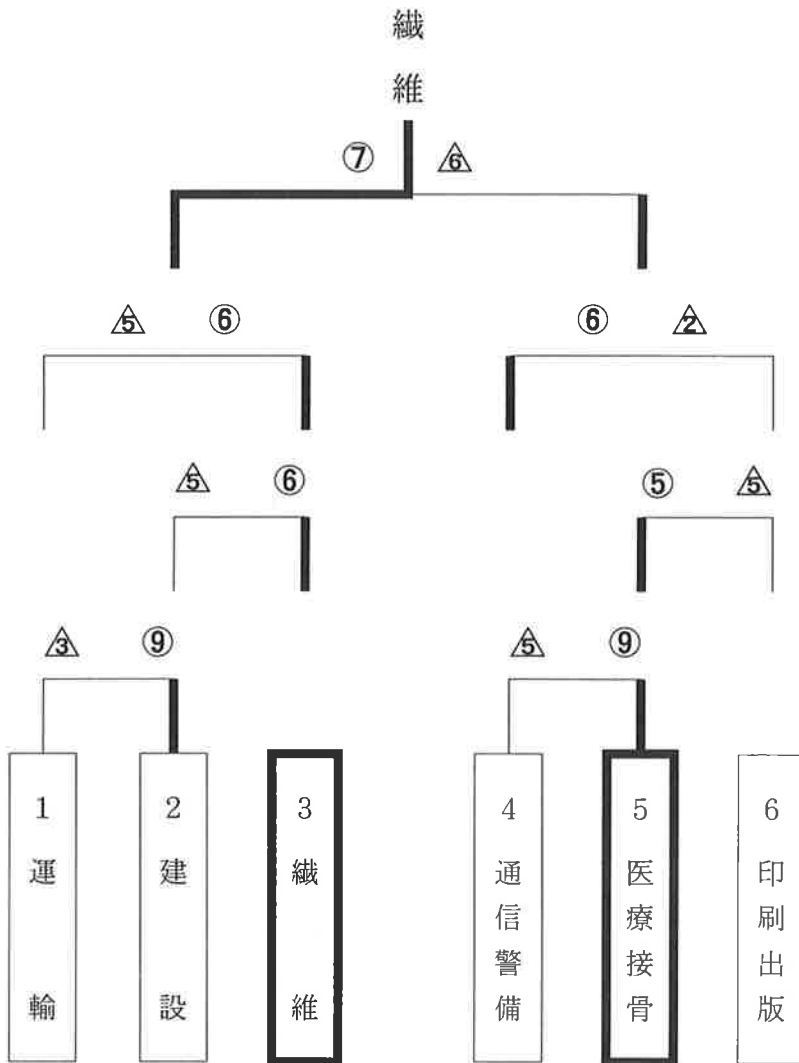 繊維
⑦ 6
5 ⑥ ⑥ 2
5 ⑥ ⑤ 5
3 ⑨ 5 ⑨
1 運輸
2 建設
3 繊維
4 通信警備
5 医療接骨
6 印刷出版